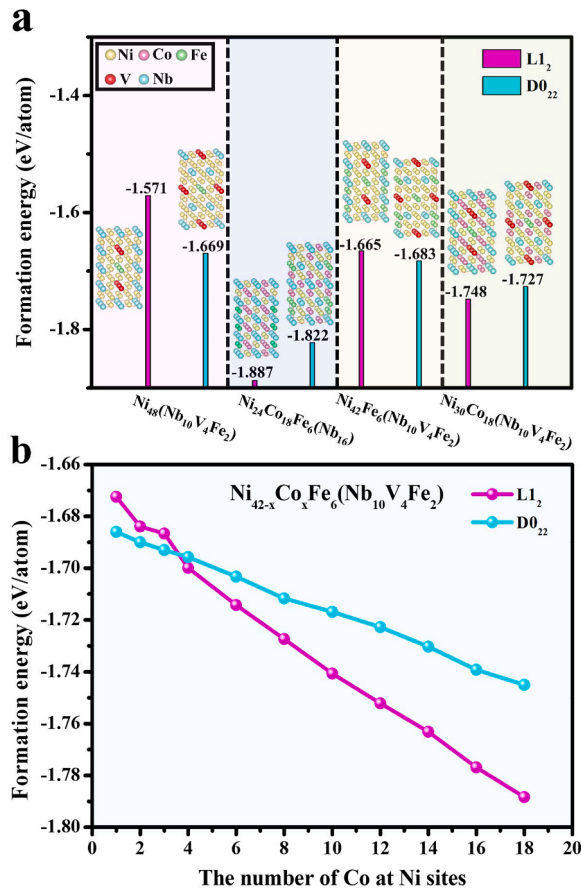 a
Formation energy (eV/atom)
-1.4
-1.6
-1.8
Ni Co Fe
V Nb
L1₂
D0₂₂
-1.571
-1.669
-1.887
-1.822
-1.665
-1.683
-1.748
-1.727
Ni₄₈(Nb₁₀V₄Fe₂)
Ni₂₄Co₁₈Fe₆(Nb₁₆)
Ni₄₂Fe₆(Nb₁₀V₄Fe₂)
Ni₃₀Co₁₈(Nb₁₀V₄Fe₂)
b
Formation energy (eV/atom)
-1.66
-1.68
-1.70
-1.72
-1.74
-1.76
-1.78
-1.80
Ni₄₂₋ₓCoₓFe₆(Nb₁₀V₄Fe₂)
L1₂
D0₂₂
0 2 4 6 8 10 12 14 16 18 20
The number of Co at Ni sites